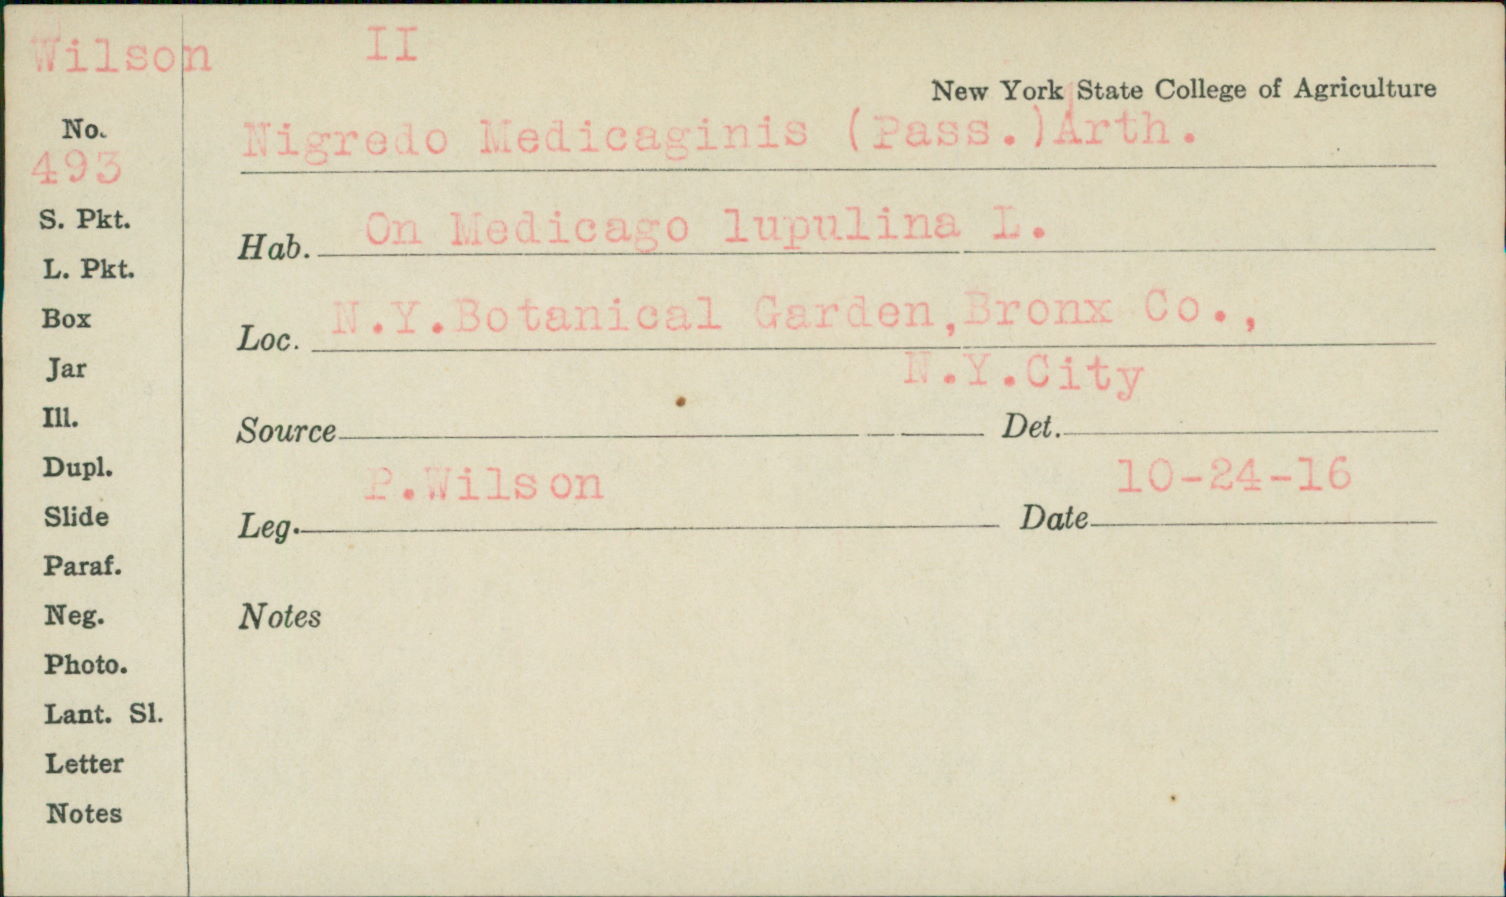 Wilson II
New York State College of Agriculture
No. Nigredo Medicaginis (Pass.)Arth.
493
S. Pkt.
Hab. On Medicago lupulina L.
L. Pkt.
Box
Loc. N.Y.Botanical Garden,Bronx Co.,
Jar N.Y.City
Ill.
Source Det.
Dupl.
Slide
Leg. P.Wilson Date 10-24-16
Paraf.
Neg.
Notes
Photo.
Lant. Sl.
Letter
Notes